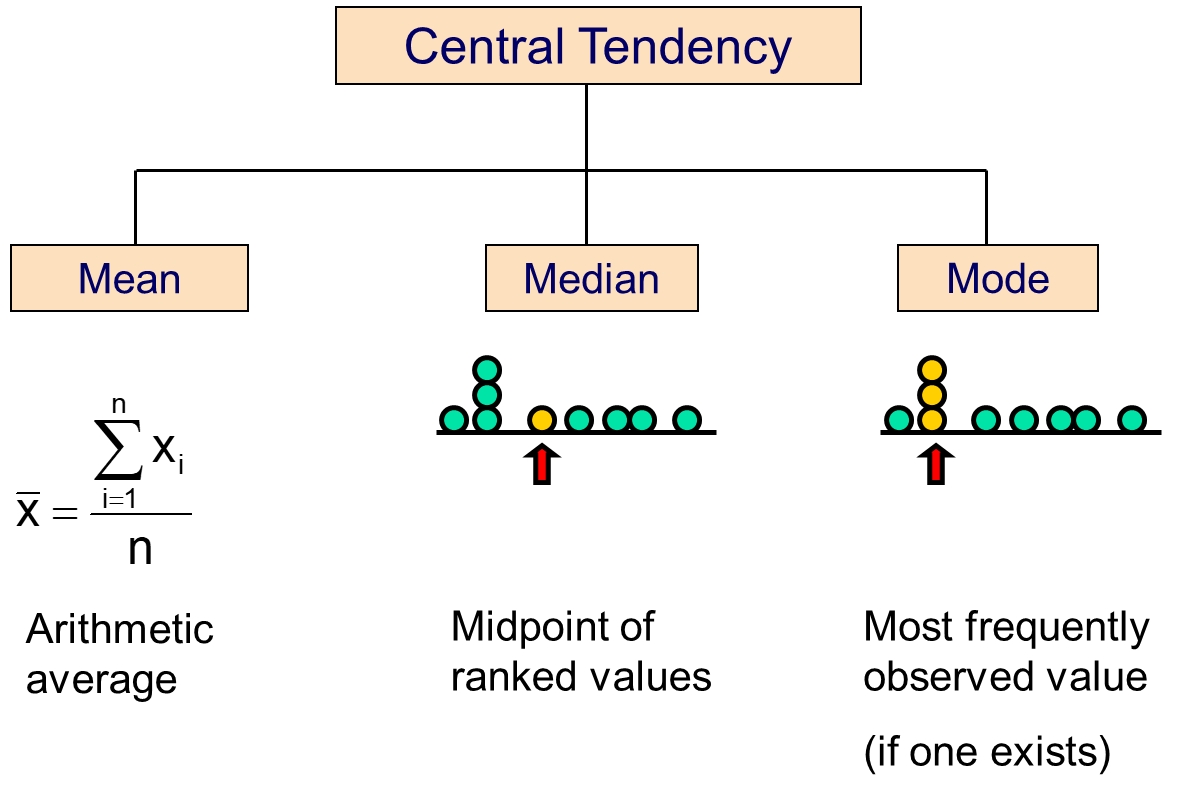 Central Tendency
Mean
Median
Mode
n
∑ xᵢ
i=1
x̅ =
n
Arithmetic
average
Midpoint of
ranked values
Most frequently
observed value
(if one exists)